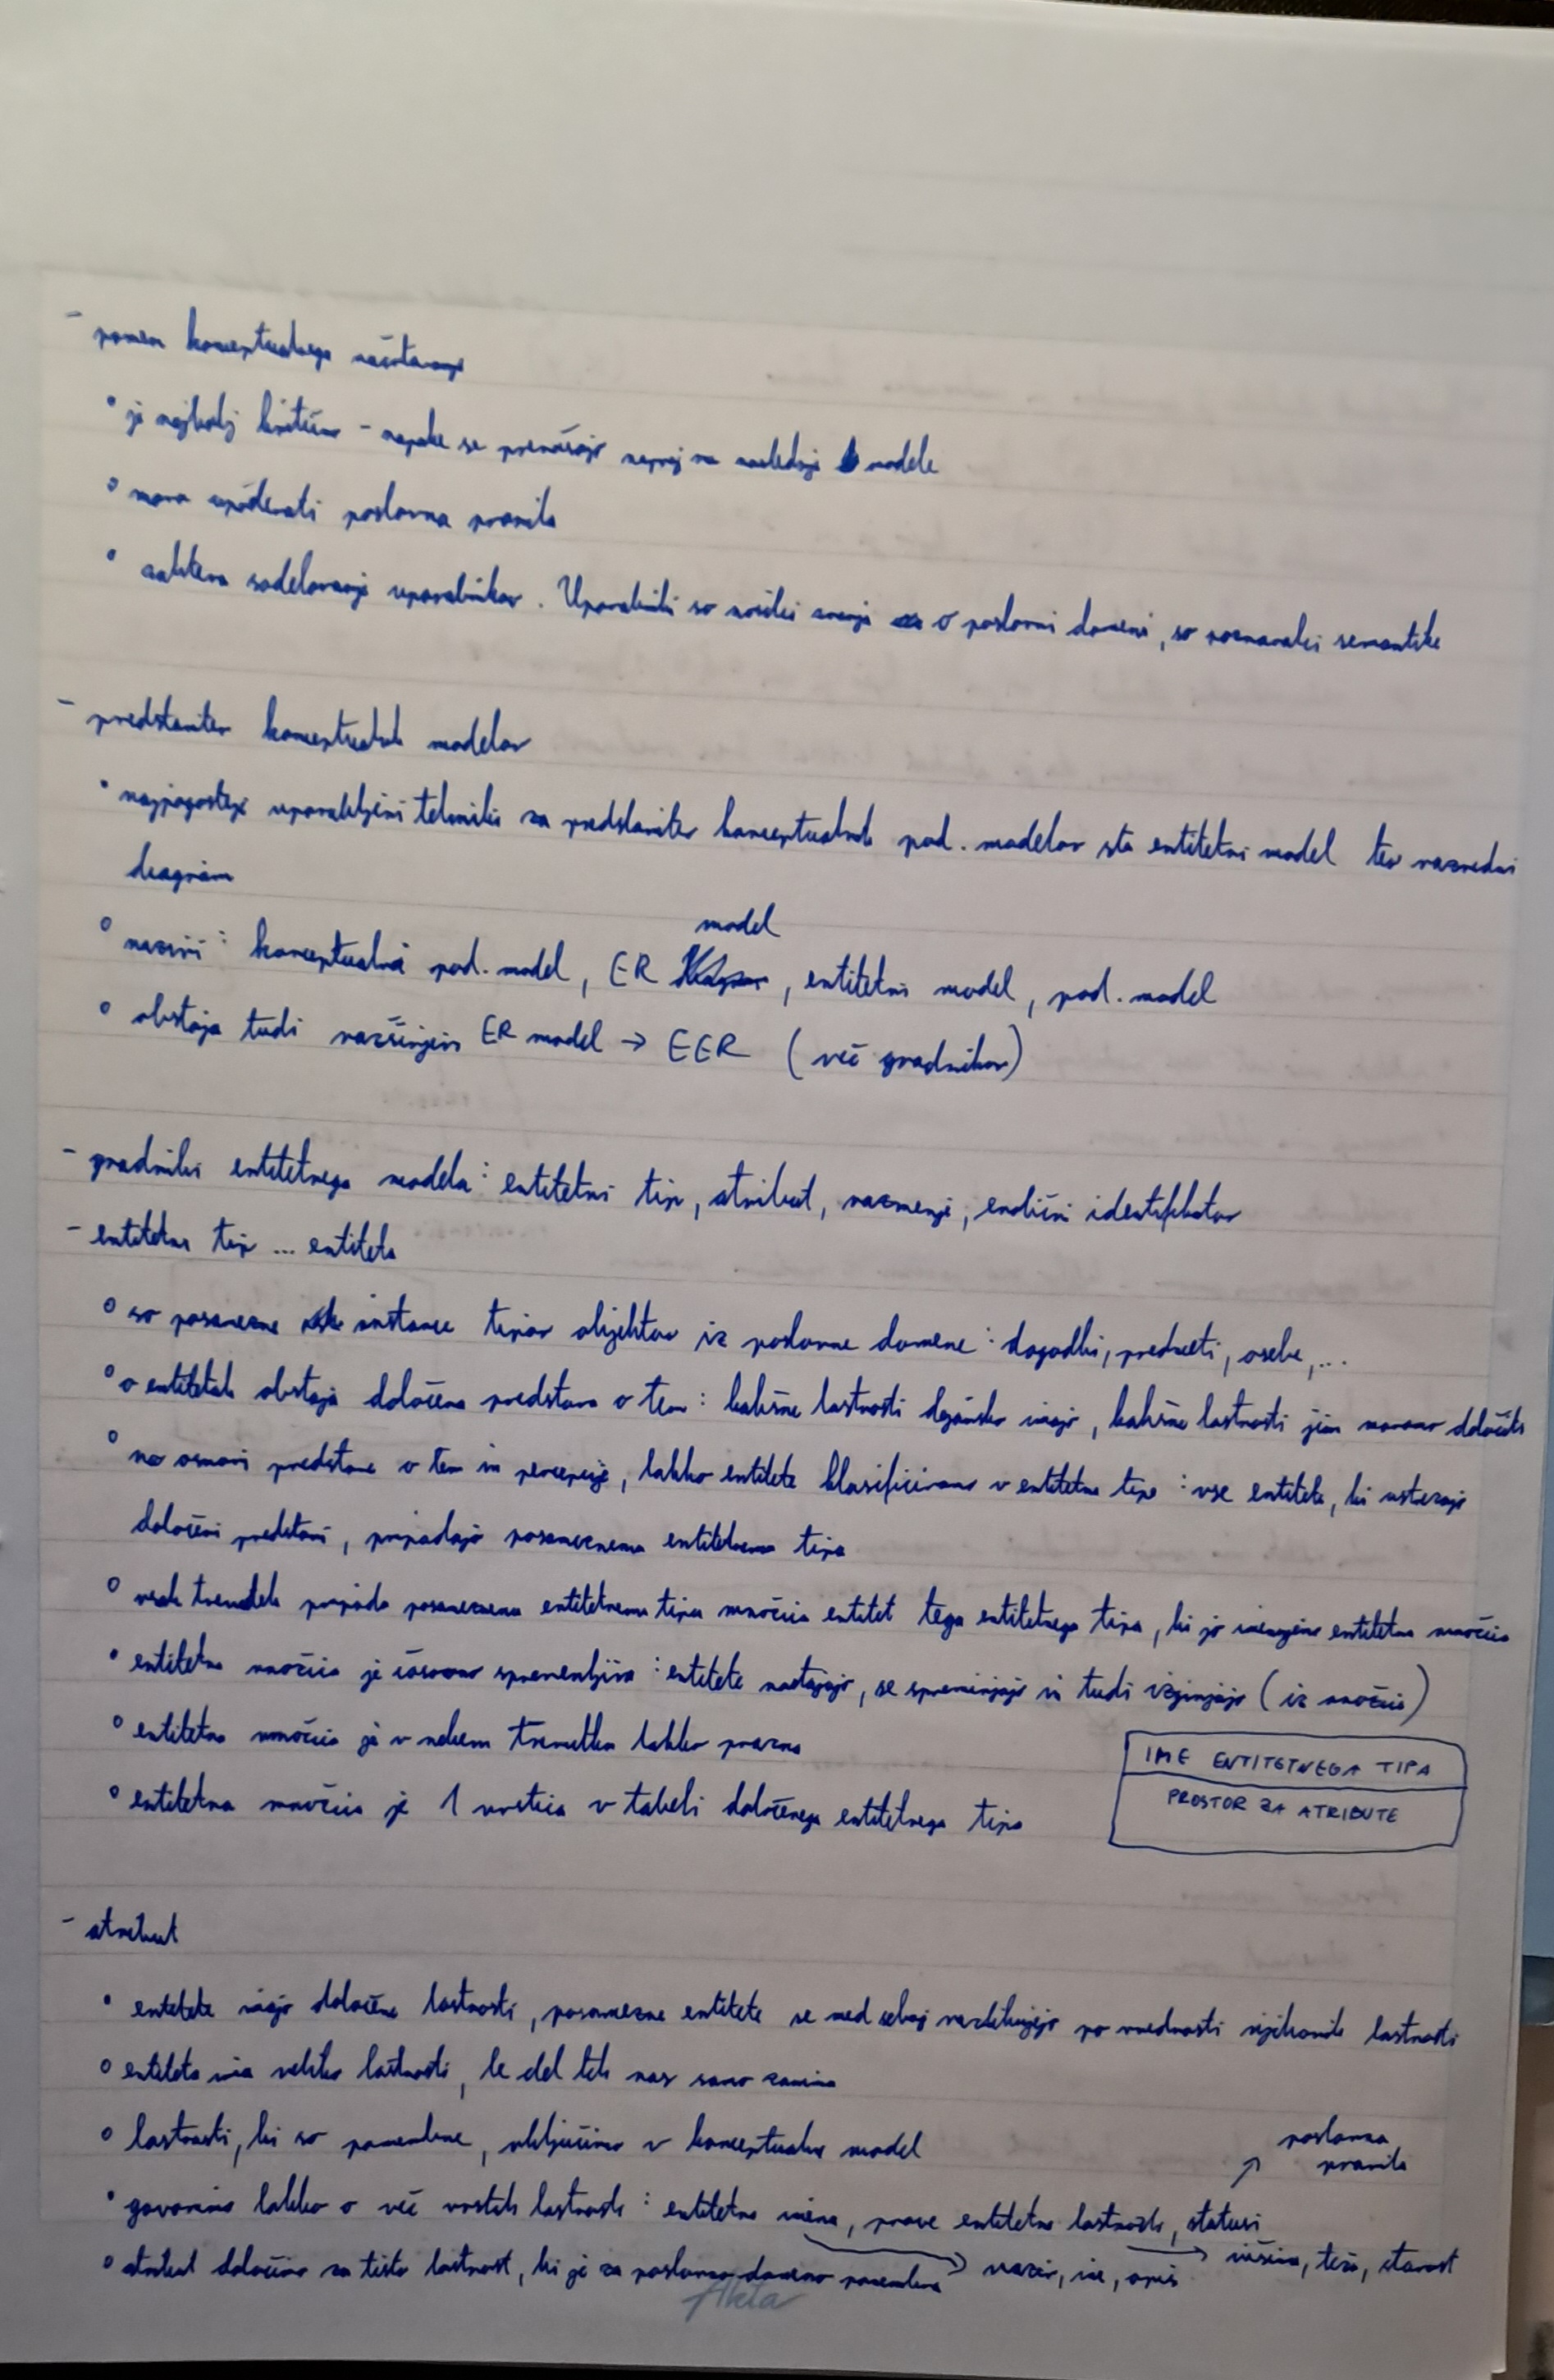 - pomen konceptualnega načrtovanja
° je najbolj kritično - napake se prenašajo naprej na naslednje modele
° mora upoštevati poslovna pravila
° zahteva sodelovanje uporabnikov. Uporabniki so nosilci znanja o poslovni domeni, so poznavalci semantike
- predstavitev konceptualnih modelov
° najpogosteje uporabljeni tehniki za predstavitev konceptualnih pod. modelov sta entitetni model ter razredni
diagram
model
° nazivi: konceptualni pod. model, ER, entitetni model, pod. model
° obstaja tudi razširjeni ER model → EER (več gradnikov)
- gradniki entitetnega modela: entitetni tip, atribut, razmerje, enolični identifikator
- entitetni tip ... entiteta
° so posamezne instance tipov objektov iz poslovne domene: dogodki, predmeti, osebe,...
° o entitetah obstaja določena predstava o tem: kakšne lastnosti dejansko imajo, kakšne lastnosti jim moramo določiti
° na osnovi predstave o tem in percepcije, lahko entitete klasificiramo v entitetne tipe: vse entitete, ki ustrezajo
določeni predstavi, pripadajo posameznemu entitetnemu tipu
° vsak trenutek pripada posameznemu entitetnemu tipu množica entitet tega entitetnega tipa, ki jo imenujemo entitetna množica
° entitetna množica je časovno spremenljiva: entitete nastajajo, se spreminjajo in tudi izginjajo (iz množice)
° entitetna množica je v nekem trenutku lahko prazna
° entitetna množica je 1 vrstica v tabeli določenega entitetnega tipa
IME ENTITETNEGA TIPA
PROSTOR ZA ATRIBUTE
- atribut
° entitete imajo določene lastnosti, posamezne entitete se med seboj razlikujejo po vrednosti njihovih lastnosti
° entiteta ima veliko lastnosti, le del teh nas samo zanima
° lastnosti, ki so pomembne, vključimo v konceptualni model
poslovna
pravila
° govorimo lahko o več vrstah lastnosti: entitetna imena, prave entitetne lastnosti, statusi
° atribut določimo za tisto lastnost, ki je za poslovno domeno pomembna → naziv, ime, opis → višina, teža, starost
Akta